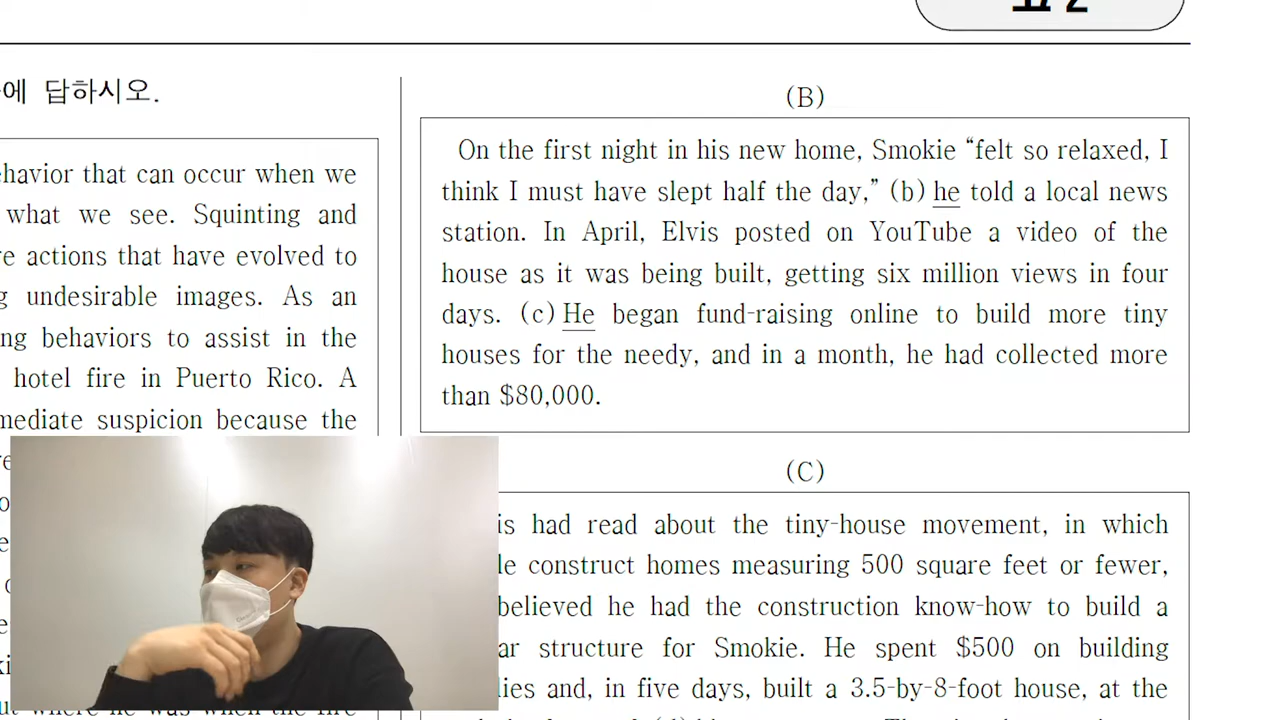 에 답하시오.
havior that can occur when we
what we see. Squinting and
e actions that have evolved to
g undesirable images. As an
ng behaviors to assist in the
hotel fire in Puerto Rico. A
mediate suspicion because the
(B)
On the first night in his new home, Smokie “felt so relaxed, I
think I must have slept half the day,” (b) he told a local news
station. In April, Elvis posted on YouTube a video of the
house as it was being built, getting six million views in four
days. (c) He began fund-raising online to build more tiny
houses for the needy, and in a month, he had collected more
than $80,000.
(C)
is had read about the tiny-house movement, in which
le construct homes measuring 500 square feet or fewer,
believed he had the construction know-how to build a
ar structure for Smokie. He spent $500 on building
lies and, in five days, built a 3.5-by-8-foot house, at the